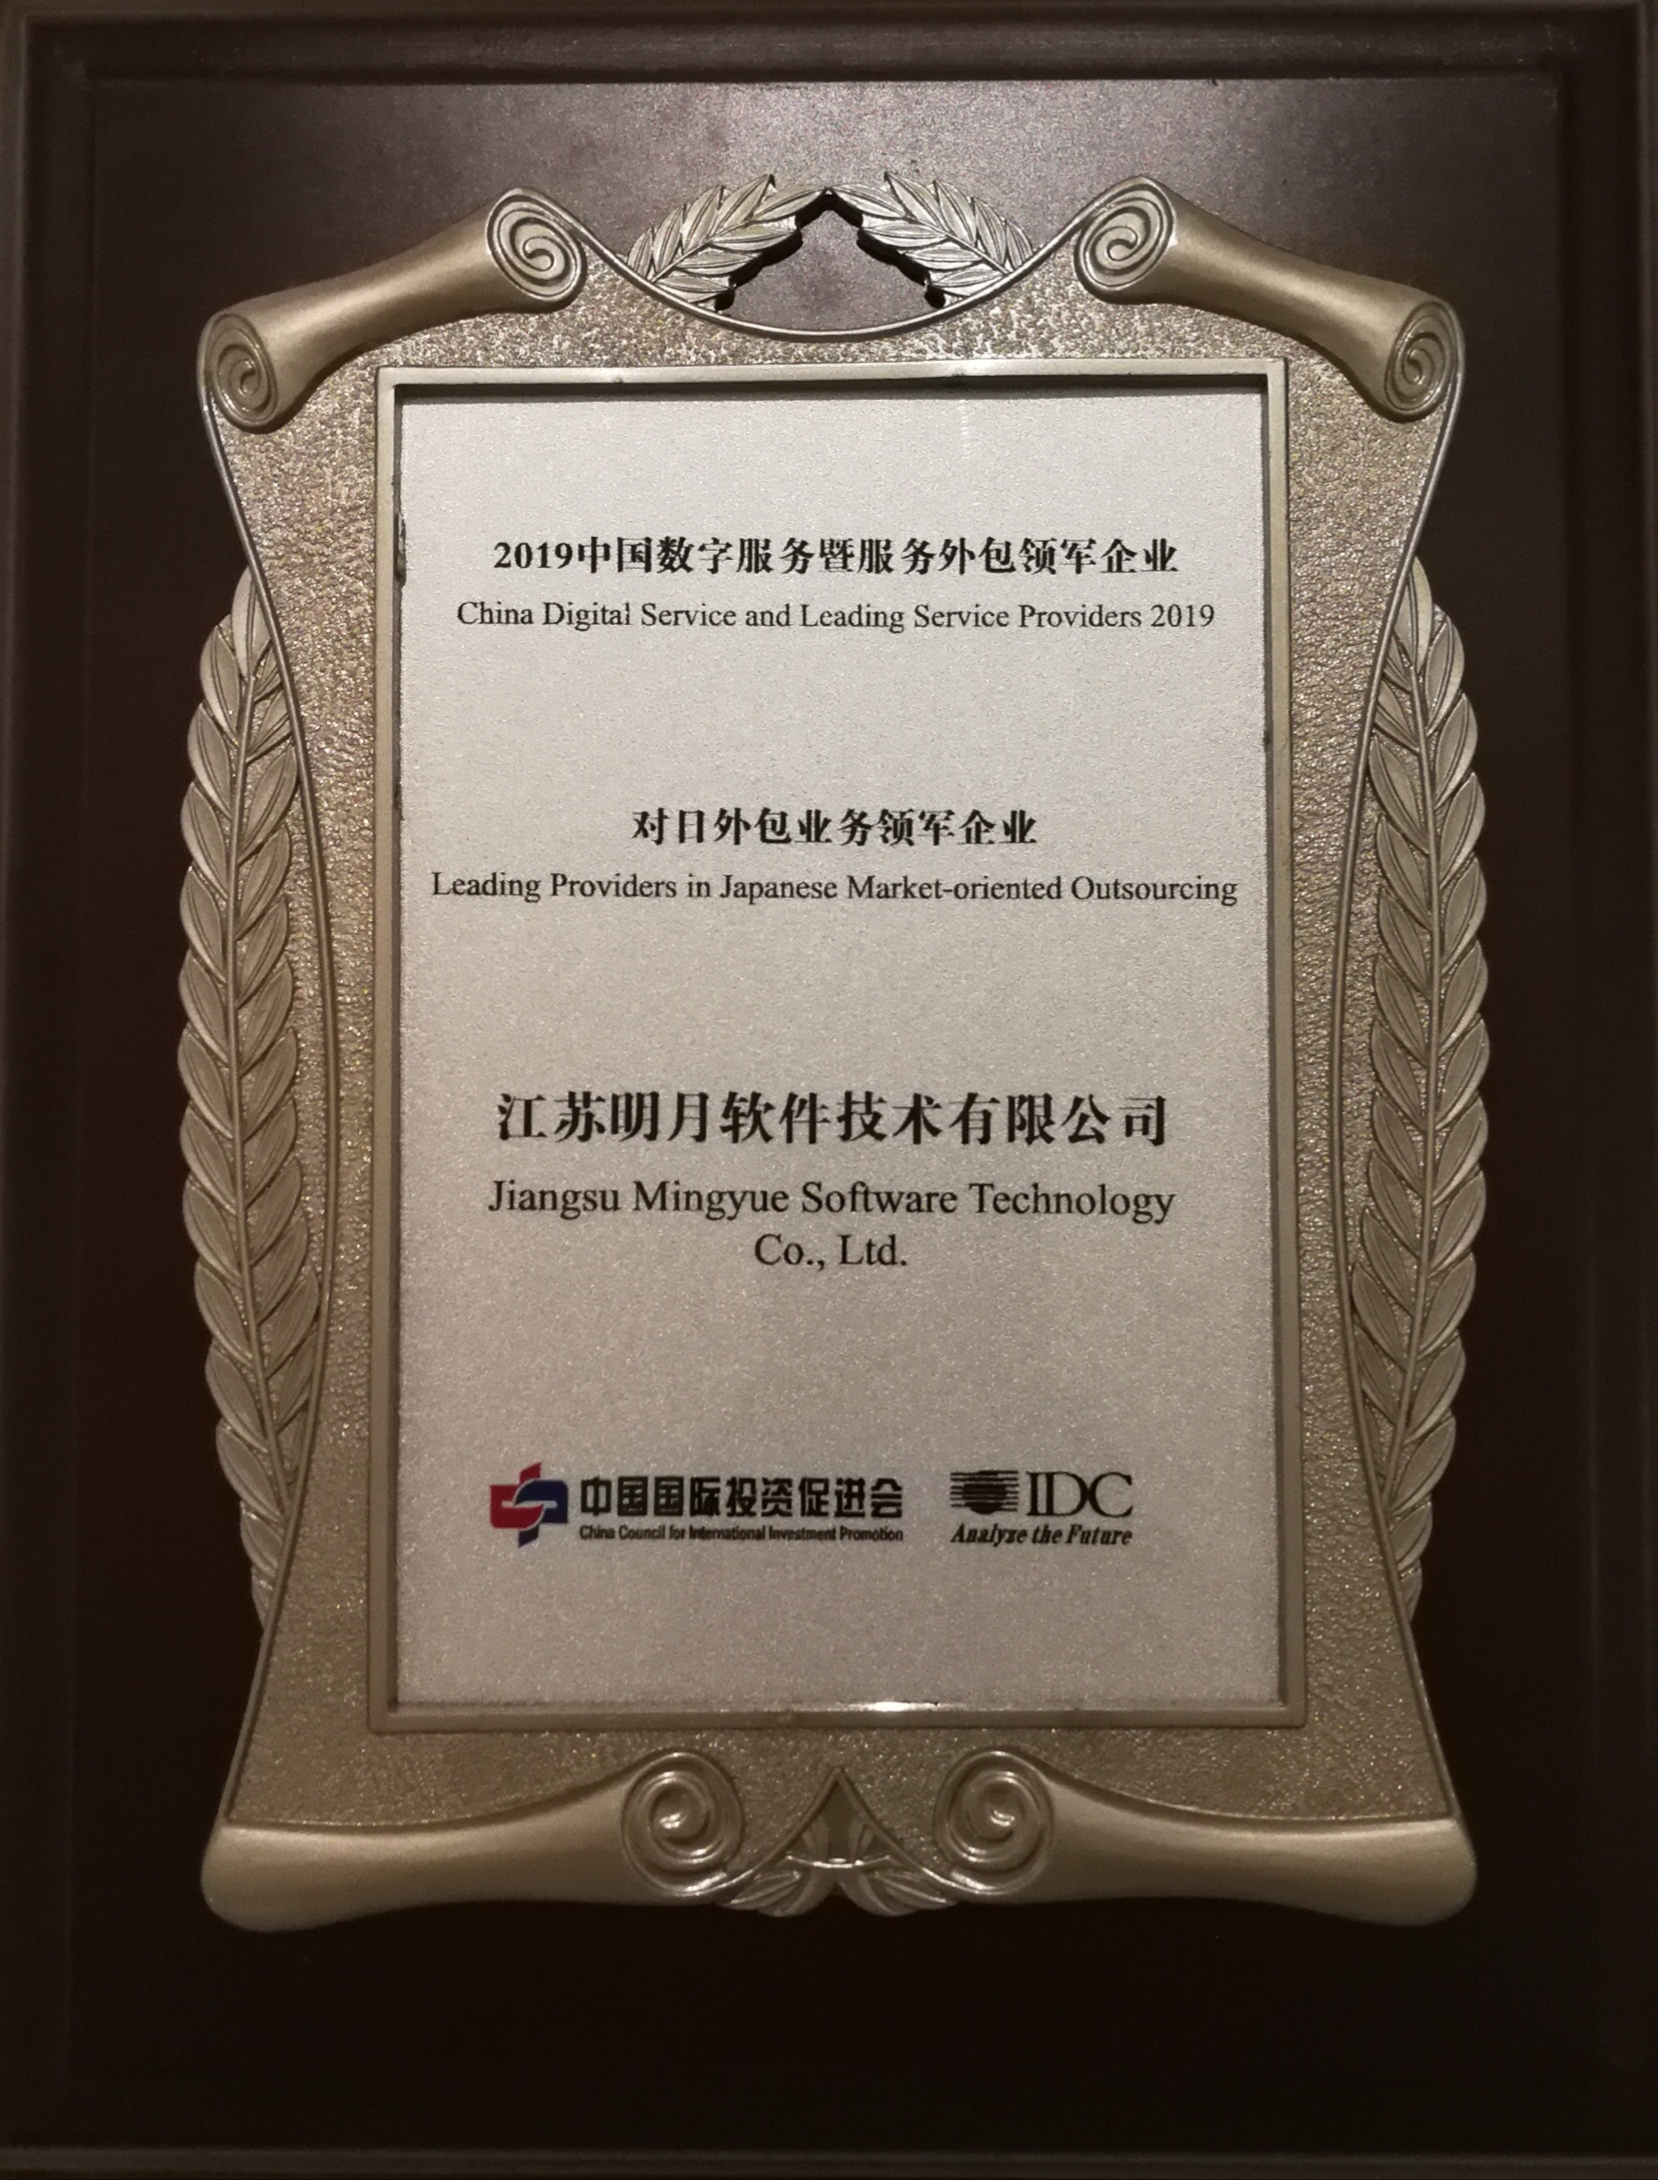 2019中国数字服务暨服务外包领军企业
China Digital Service and Leading Service Providers 2019
对日外包业务领军企业
Leading Providers in Japanese Market-oriented Outsourcing
江苏明月软件技术有限公司
Jiangsu Mingyue Software Technology
Co., Ltd.
中国国际投资促进会
China Council for International Investment Promotion
IDC
Analyze the Future